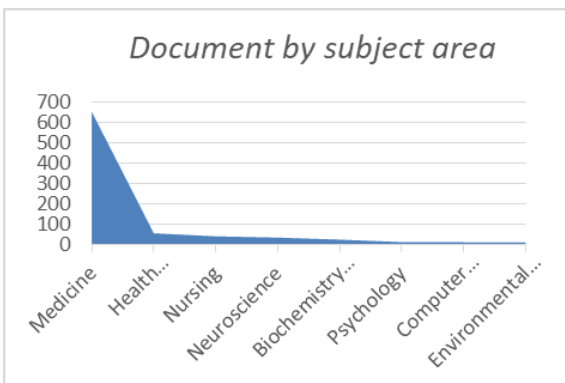 Document by subject area
700
600
500
400
300
200
100
0
Medicine
Health...
Nursing
Neuroscience
Biochemistry...
Psychology
Computer...
Environmental...